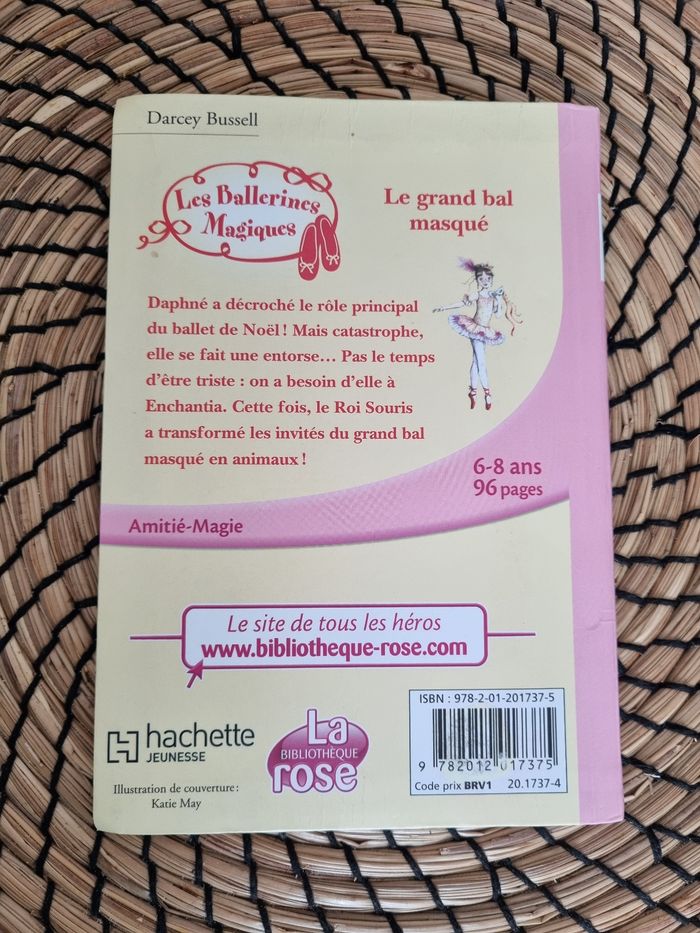 Darcey Bussell
Les Ballerines
Magiques
Le grand bal
masqué
Daphné a décroché le rôle principal
du ballet de Noël ! Mais catastrophe,
elle se fait une entorse… Pas le temps
d'être triste : on a besoin d'elle à
Enchantia. Cette fois, le Roi Souris
a transformé les invités du grand bal
masqué en animaux !
6-8 ans
96 pages
Amitié-Magie
Le site de tous les héros
www.bibliotheque-rose.com
hachette
JEUNESSE
La
BIBLIOTHÈQUE
rose
Illustration de couverture :
Katie May
ISBN : 978-2-01-201737-5
9 782012 017375
Code prix BRV1 20.1737-4